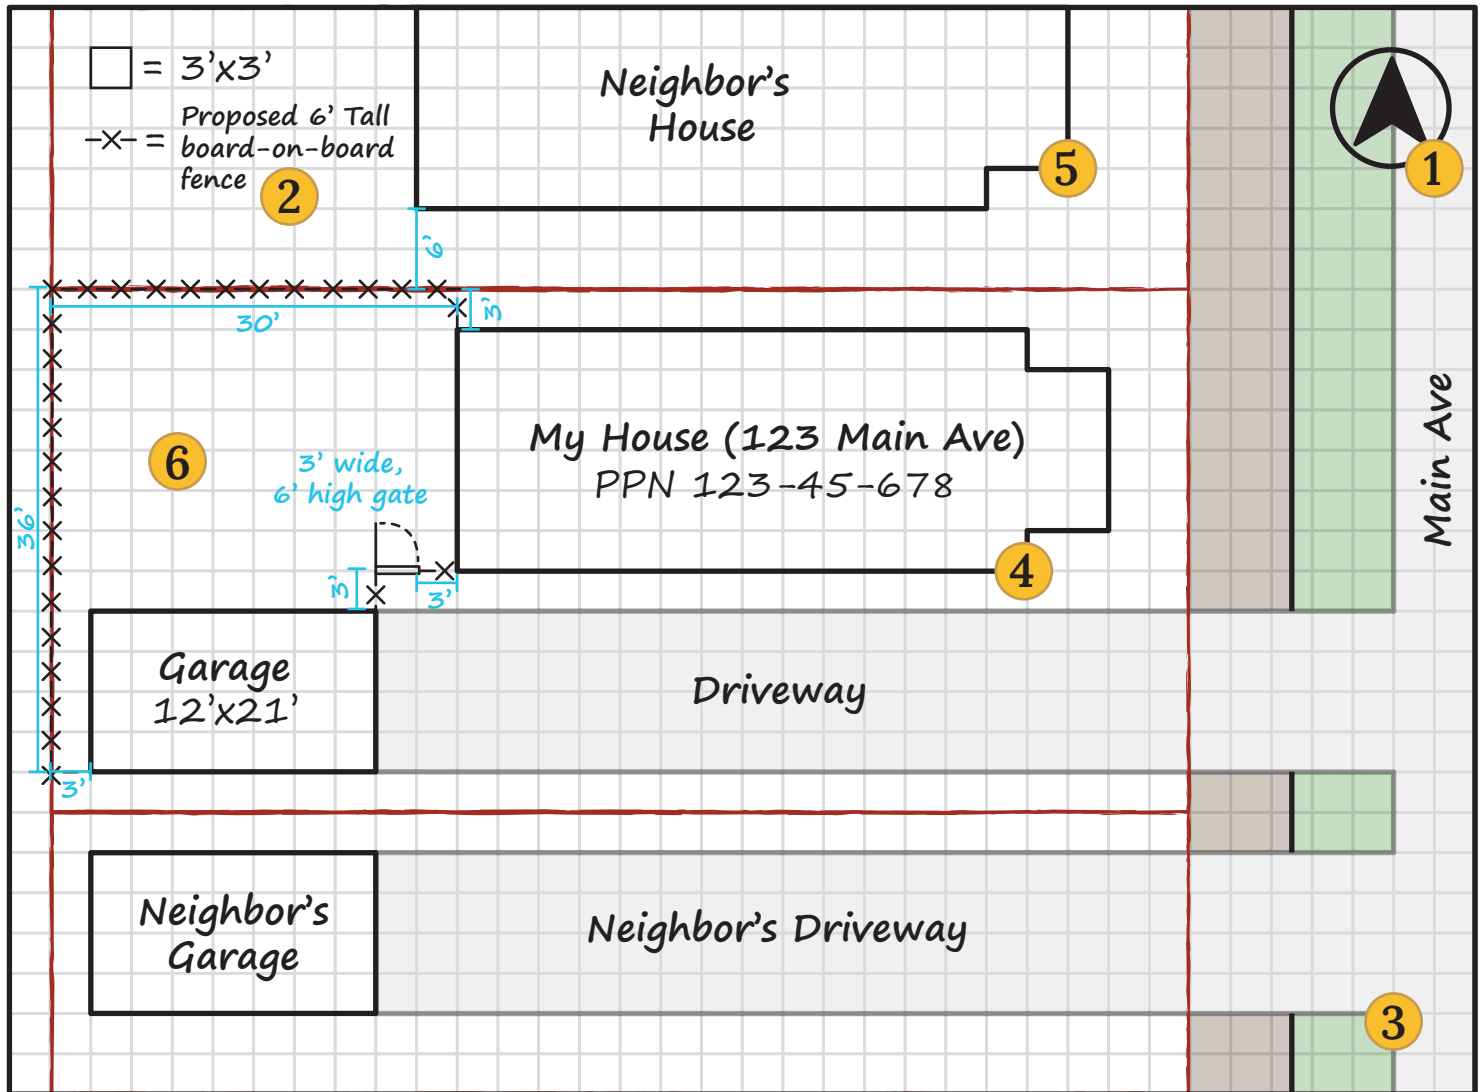 = 3'x3'
= Proposed 6' Tall
board-on-board
fence
2
Neighbor's
House
5
1
6'
3'
30'
36'
6
3' wide,
6' high gate
My House (123 Main Ave)
PPN 123-45-678
Main Ave
3'
3'
4
Garage
12'x21'
Driveway
3'
Neighbor's
Garage
Neighbor's Driveway
3